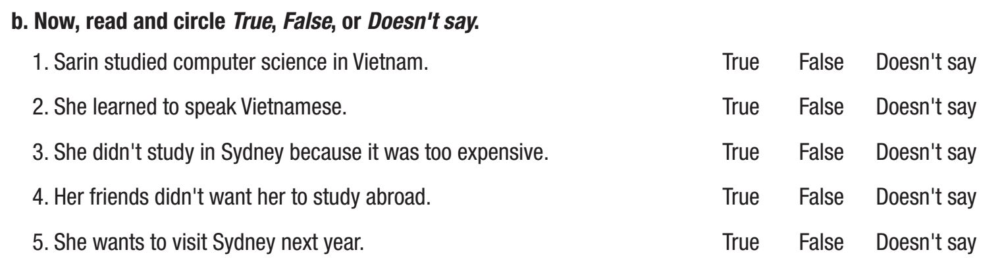 b. Now, read and circle True, False, or Doesn't say.
1. Sarin studied computer science in Vietnam. True False Doesn't say
2. She learned to speak Vietnamese. True False Doesn't say
3. She didn't study in Sydney because it was too expensive. True False Doesn't say
4. Her friends didn't want her to study abroad. True False Doesn't say
5. She wants to visit Sydney next year. True False Doesn't say